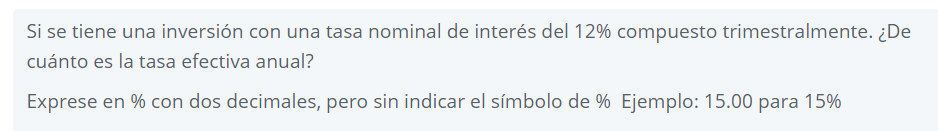 Si se tiene una inversión con una tasa nominal de interés del 12% compuesto trimestralmente. ¿De
cuánto es la tasa efectiva anual?
Exprese en % con dos decimales, pero sin indicar el símbolo de %  Ejemplo: 15.00 para 15%